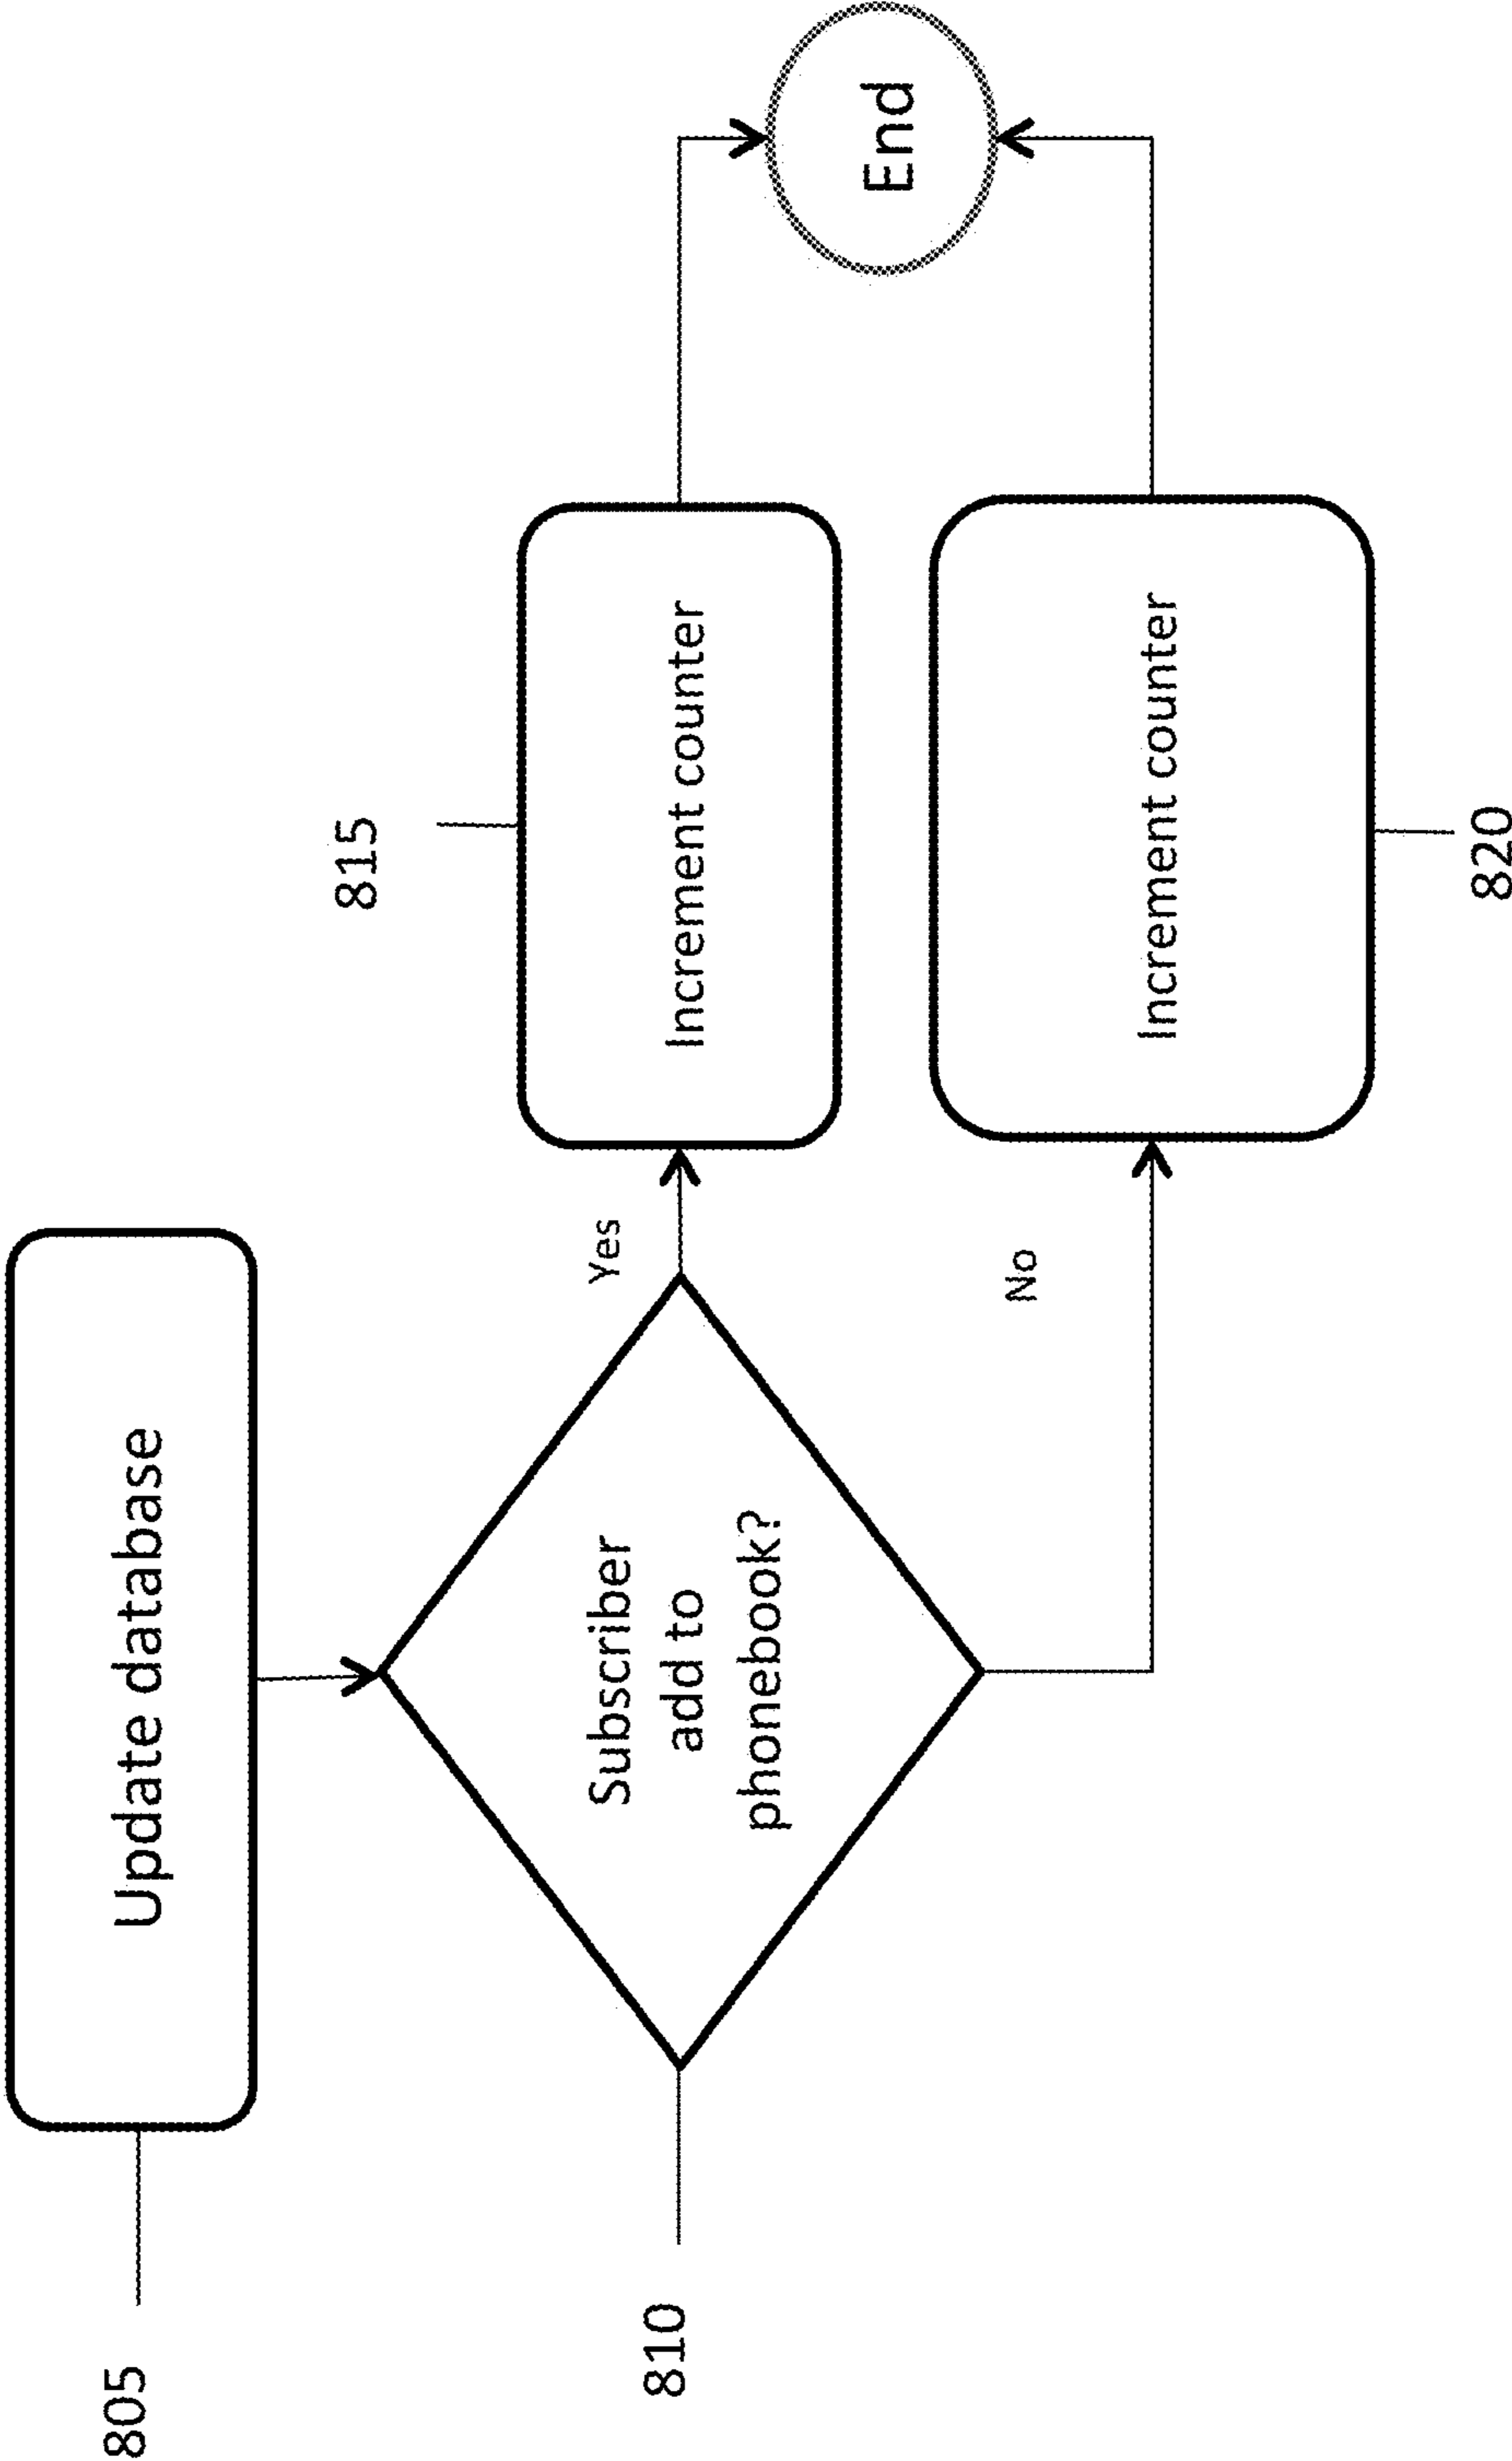 805
Update database
810
Subscriber
add to
phonebook?
Yes
No
815
Increment counter
Increment counter
820
End